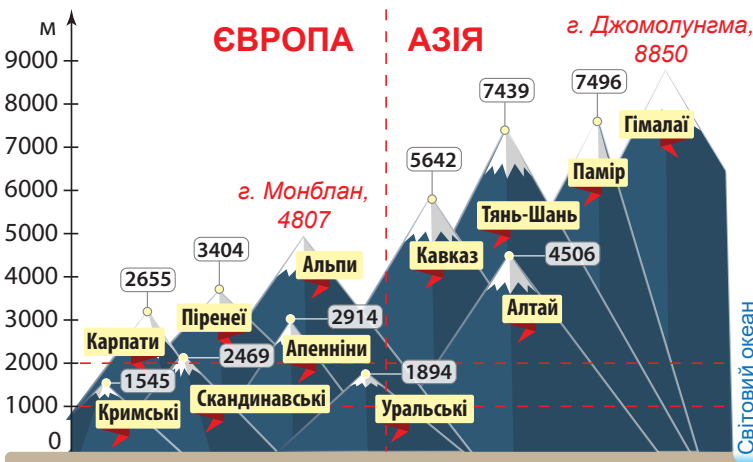 м
ЄВРОПА
АЗІЯ
г. Джомолунгма,
8850
9000
8000
7000
6000
5000
4000
3000
2000
1000
0
7439
7496
Гімалаї
5642
Памір
г. Монблан,
4807
Тянь-Шань
3404
Кавказ
4506
2655
Альпи
Алтай
Піренеї
2914
Карпати
Апенніни
2469
1894
1545
Скандинавські
Кримські
Уральські
Світовий океан